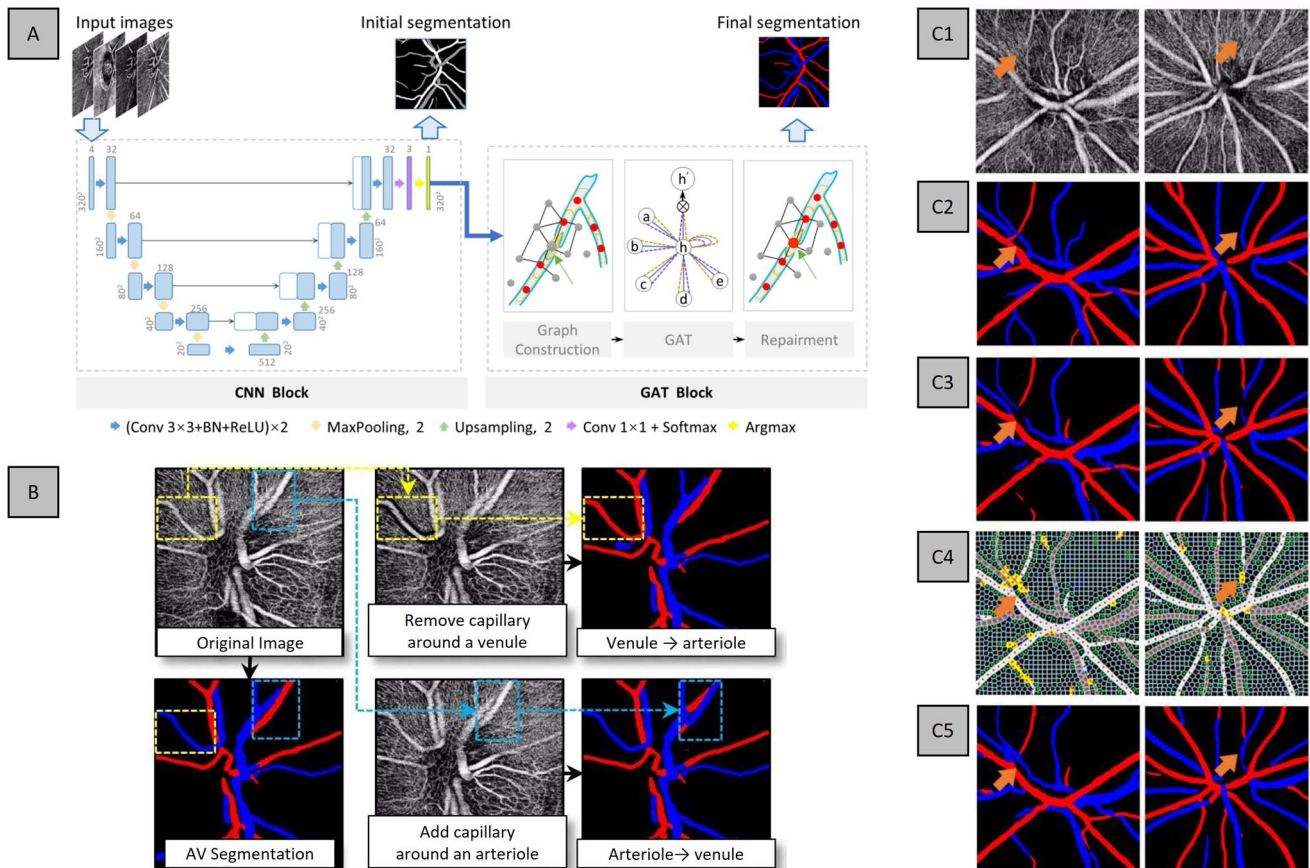 A
Input images
Initial segmentation
Final segmentation
4
32
320²
64
160²
128
80²
256
40²
20²
512
20²
256
40²
128
80²
64
160²
32
3
1
320²
h′
a
b
h
c
d
e
Graph
Construction
GAT
Repairment
CNN Block
GAT Block
(Conv 3×3+BN+ReLU)×2
MaxPooling, 2
Upsampling, 2
Conv 1×1 + Softmax
Argmax
B
Original Image
Remove capillary
around a venule
Venule → arteriole
AV Segmentation
Add capillary
around an arteriole
Arteriole→ venule
C1
C2
C3
C4
C5